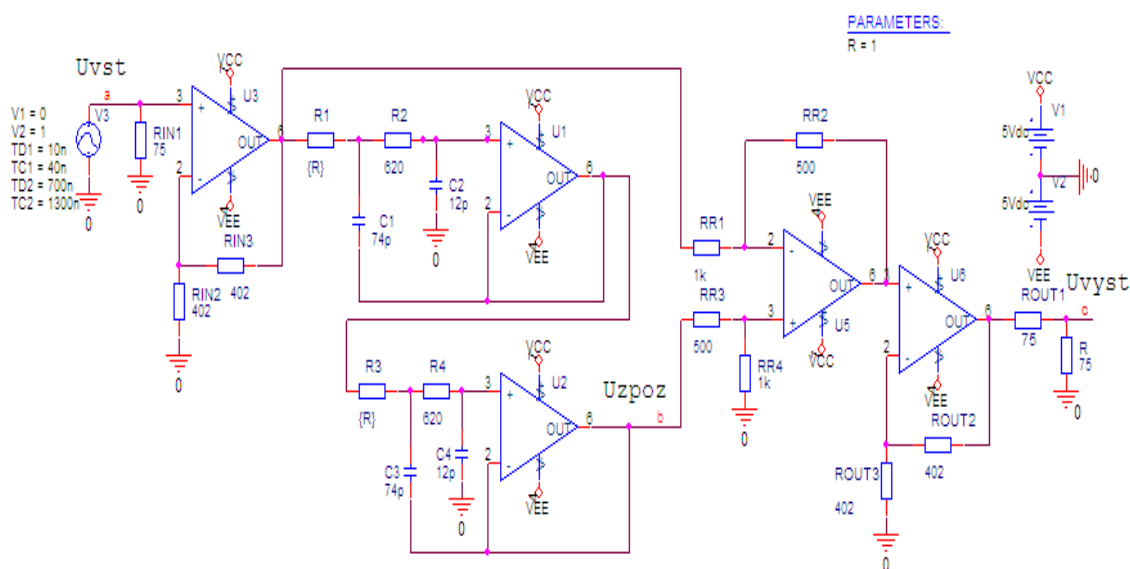 PARAMETERS:
R = 1
Uvst
a
V3
V1 = 0
V2 = 1
TD1 = 10n
TC1 = 40n
TD2 = 700n
TC2 = 1300n
0
RIN1
75
0
VCC
U3
3
+
2
-
OUT
6
VEE
RIN3
402
RIN2
402
0
R1
{R}
R2
620
C1
74p
C2
12p
0
VCC
U1
3
+
2
-
OUT
6
VEE
R3
{R}
R4
620
C3
74p
C4
12p
0
VCC
U2
3
+
2
-
OUT
6
VEE
Uzpoz
b
RR1
1k
RR2
500
RR3
500
RR4
1k
0
VEE
2
-
3
+
OUT
6
U5
VCC
VCC
U6
3
+
2
-
OUT
6
VEE
ROUT2
402
ROUT3
402
0
ROUT1
75
Uvyst
c
R
75
0
VCC
V1
5Vdc
0
V2
5Vdc
VEE